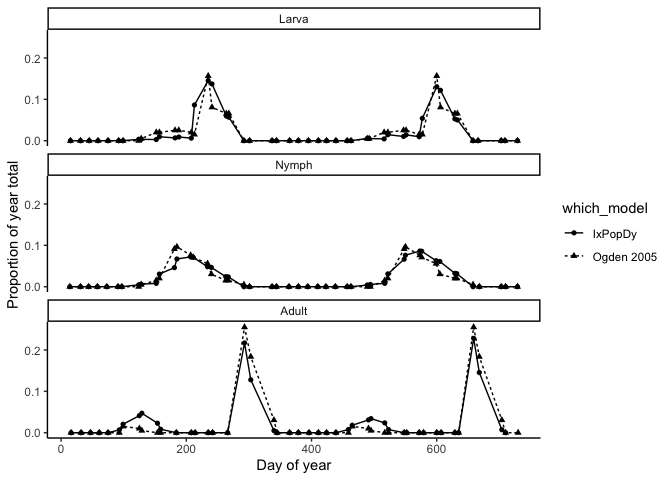 Larva
0.2
0.1
0.0
Nymph
0.2
0.1
0.0
Adult
0.2
0.1
0.0
0
200
400
600
Day of year
Proportion of year total
which_model
IxPopDy
Ogden 2005